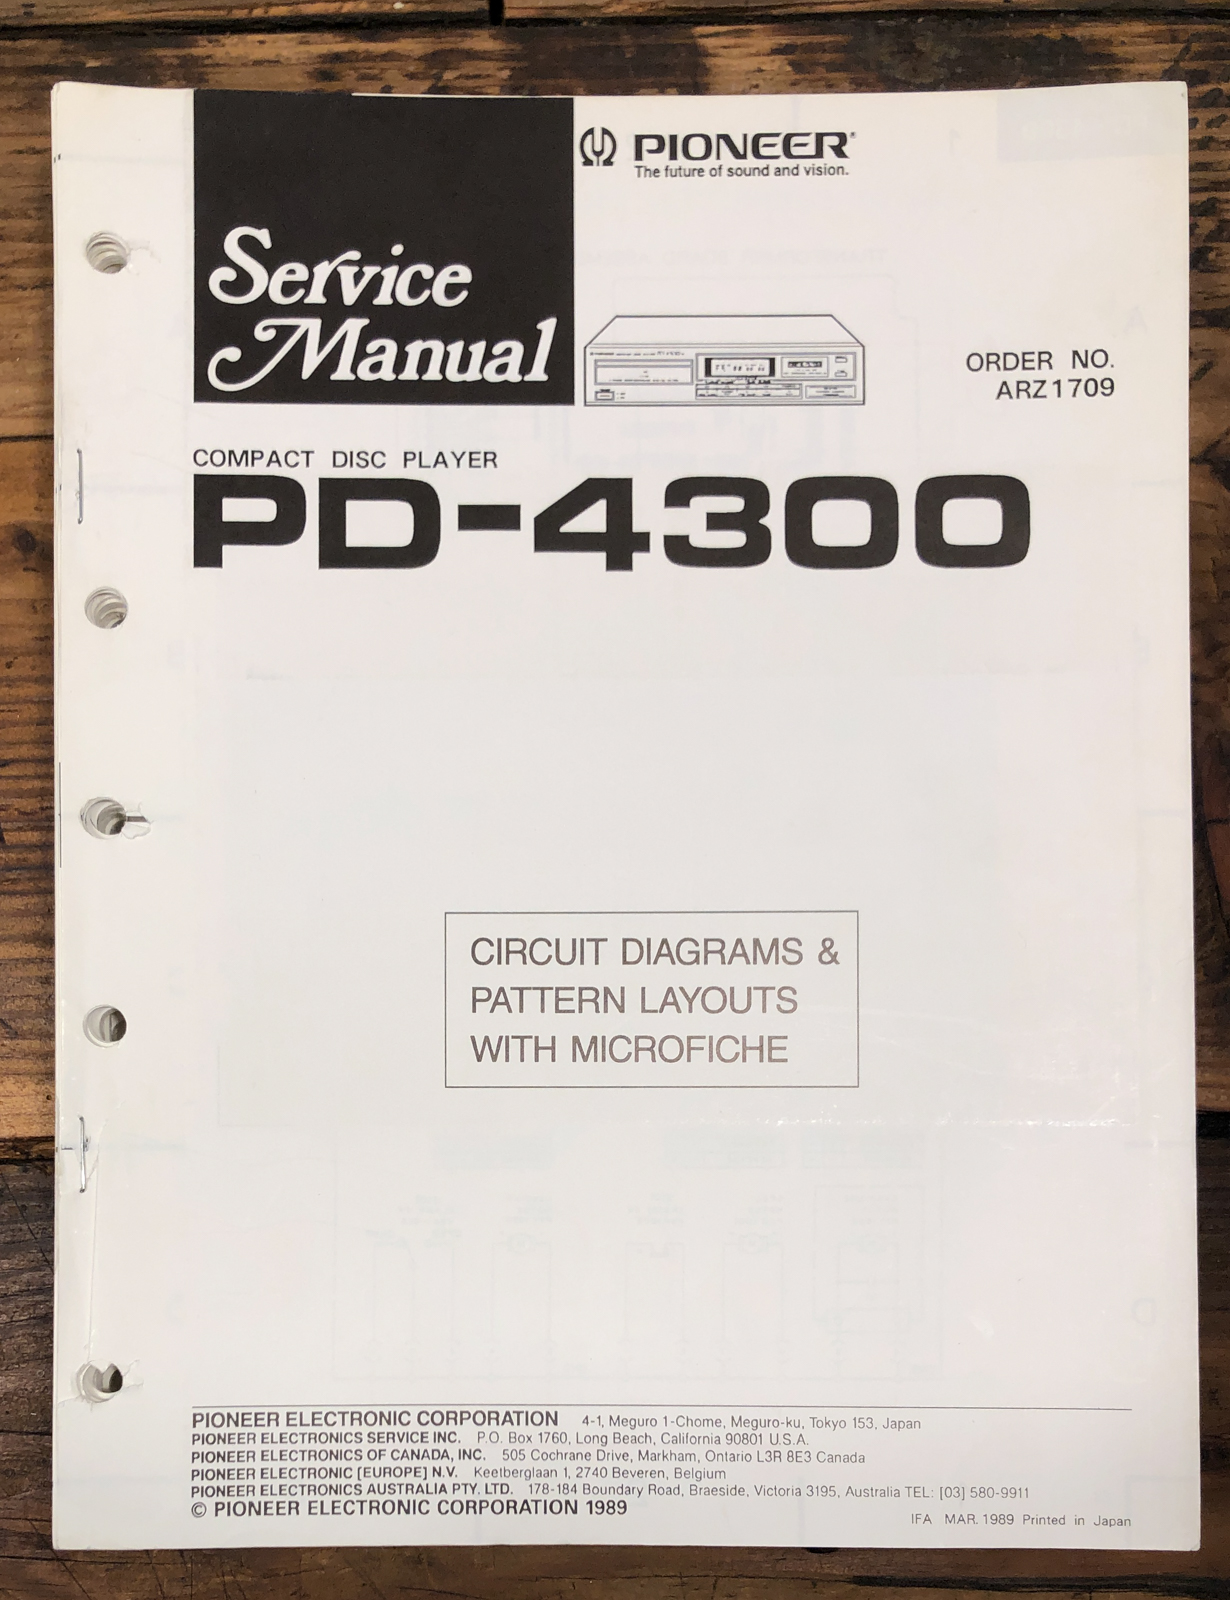 PIONEER
The future of sound and vision.
Service
Manual
ORDER NO.
ARZ1709
COMPACT DISC PLAYER
PD-4300
CIRCUIT DIAGRAMS &
PATTERN LAYOUTS
WITH MICROFICHE
PIONEER ELECTRONIC CORPORATION 4-1, Meguro 1-Chome, Meguro-ku, Tokyo 153, Japan
PIONEER ELECTRONICS SERVICE INC. P.O. Box 1760, Long Beach, California 90801 U.S.A.
PIONEER ELECTRONICS OF CANADA, INC. 505 Cochrane Drive, Markham, Ontario L3R 8E3 Canada
PIONEER ELECTRONIC [EUROPE] N.V. Keetberglaan 1, 2740 Beveren, Belgium
PIONEER ELECTRONICS AUSTRALIA PTY. LTD. 178-184 Boundary Road, Braeside, Victoria 3195, Australia TEL: [03] 580-9911
© PIONEER ELECTRONIC CORPORATION 1989
IFA MAR. 1989 Printed in Japan